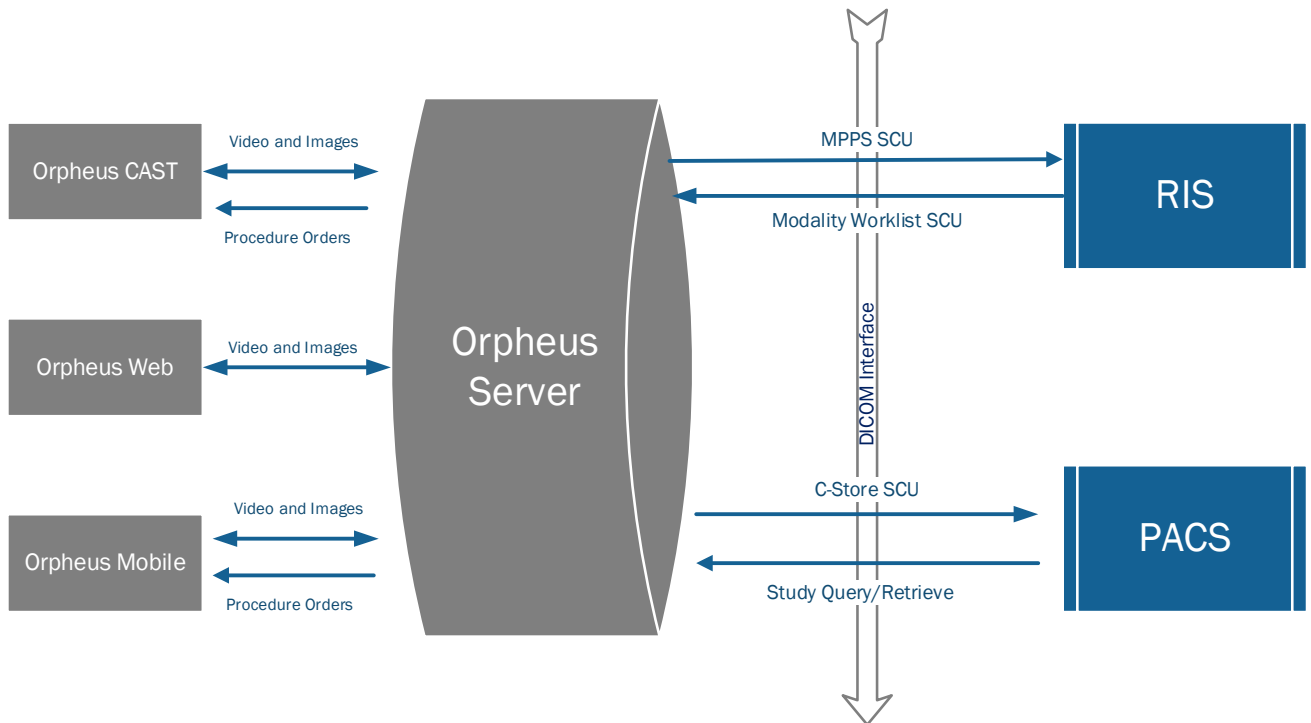 Orpheus CAST
Video and Images
Procedure Orders
Orpheus Web
Video and Images
Orpheus Mobile
Video and Images
Procedure Orders
Orpheus
Server
MPPS SCU
Modality Worklist SCU
DICOM Interface
C-Store SCU
Study Query/Retrieve
RIS
PACS